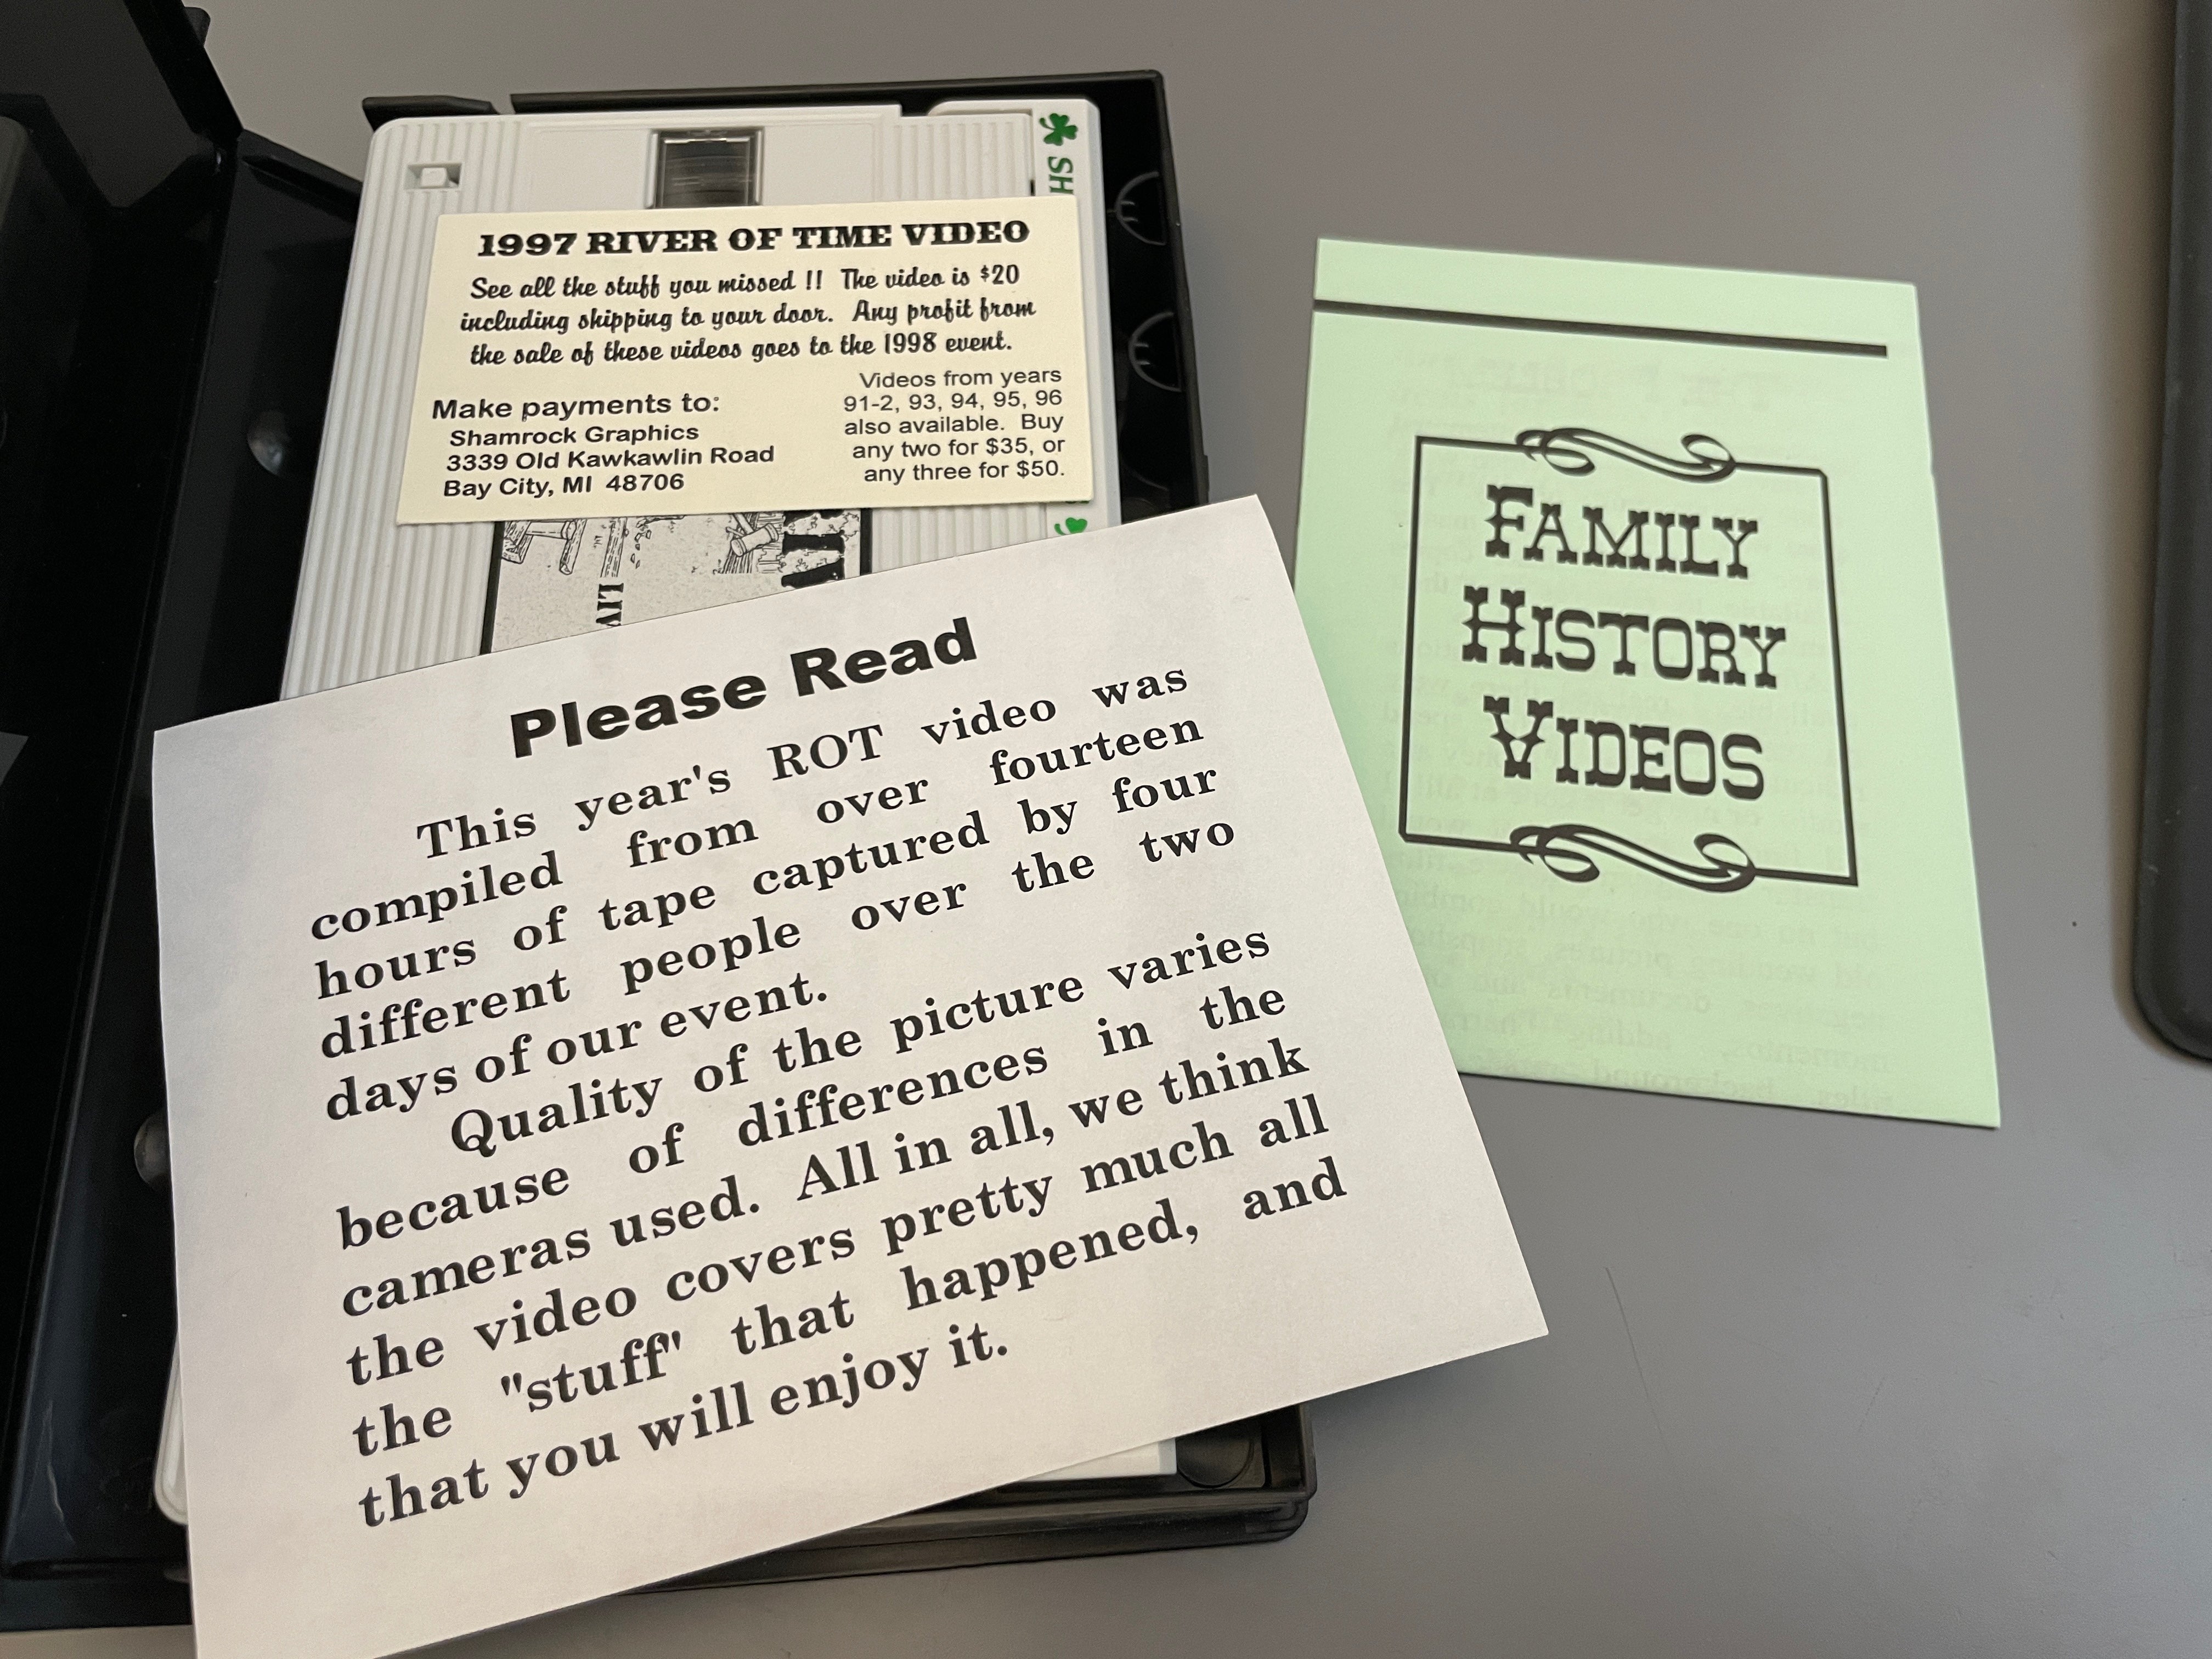 SH
1997 RIVER OF TIME VIDEO
See all the stuff you missed !! The video is $20
including shipping to your door. Any profit from
the sale of these videos goes to the 1998 event.
Make payments to:
Shamrock Graphics
3339 Old Kawkawlin Road
Bay City, MI 48706
Videos from years
91-2, 93, 94, 95, 96
also available. Buy
any two for $35, or
any three for $50.
LIV
Please Read
This year's ROT video was
compiled from over fourteen
hours of tape captured by four
different people over the two
days of our event.
Quality of the picture varies
because of differences in the
cameras used. All in all, we think
the video covers pretty much all
the "stuff" that happened, and
that you will enjoy it.
FAMILY
HISTORY
VIDEOS